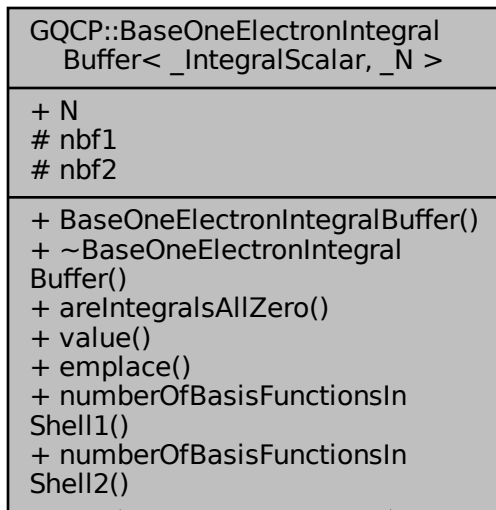 GQCP::BaseOneElectronIntegral
Buffer< _IntegralScalar, _N >
+ N
# nbf1
# nbf2
+ BaseOneElectronIntegralBuffer()
+ ~BaseOneElectronIntegral
Buffer()
+ areIntegralsAllZero()
+ value()
+ emplace()
+ numberOfBasisFunctionsIn
Shell1()
+ numberOfBasisFunctionsIn
Shell2()